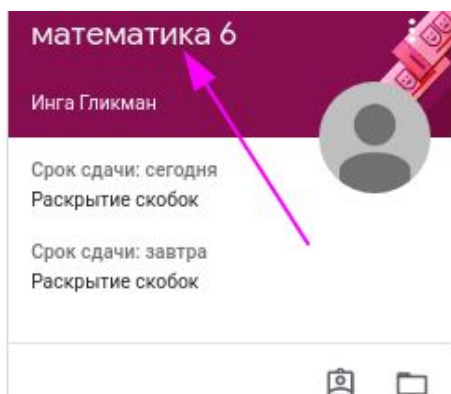 математика 6
Инга Гликман
Срок сдачи: сегодня
Раскрытие скобок
Срок сдачи: завтра
Раскрытие скобок